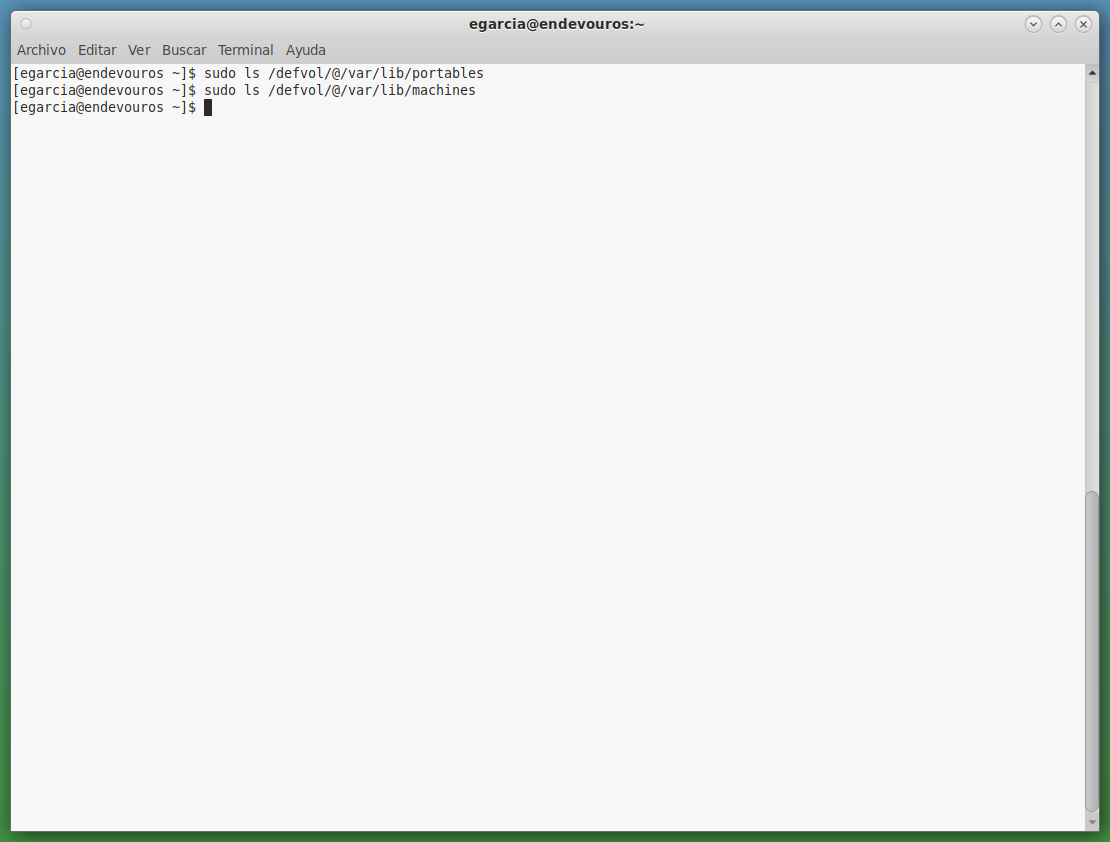 egarcia@endevouros:~
Archivo Editar Ver Buscar Terminal Ayuda
[egarcia@endevouros ~]$ sudo ls /defvol/@/var/lib/portables
[egarcia@endevouros ~]$ sudo ls /defvol/@/var/lib/machines
[egarcia@endevouros ~]$